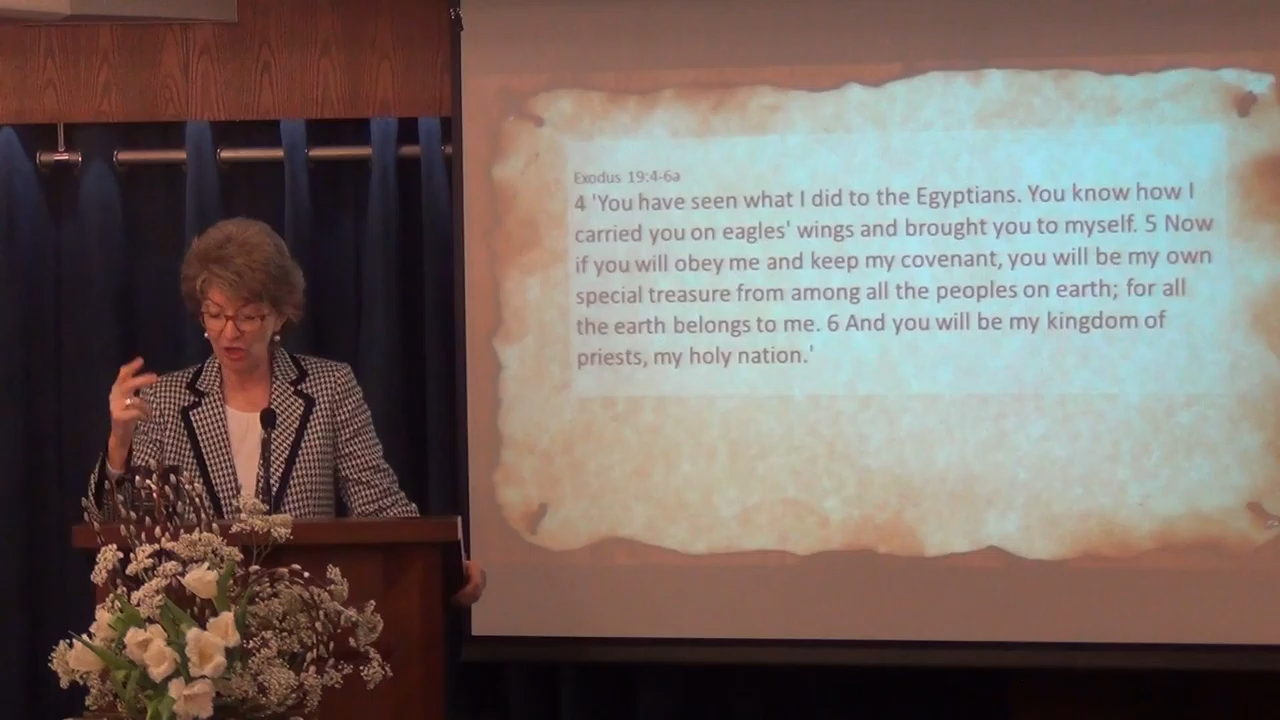 Exodus 19:4-6a
4 'You have seen what I did to the Egyptians. You know how I
carried you on eagles' wings and brought you to myself. 5 Now
if you will obey me and keep my covenant, you will be my own
special treasure from among all the peoples on earth; for all
the earth belongs to me. 6 And you will be my kingdom of
priests, my holy nation.'